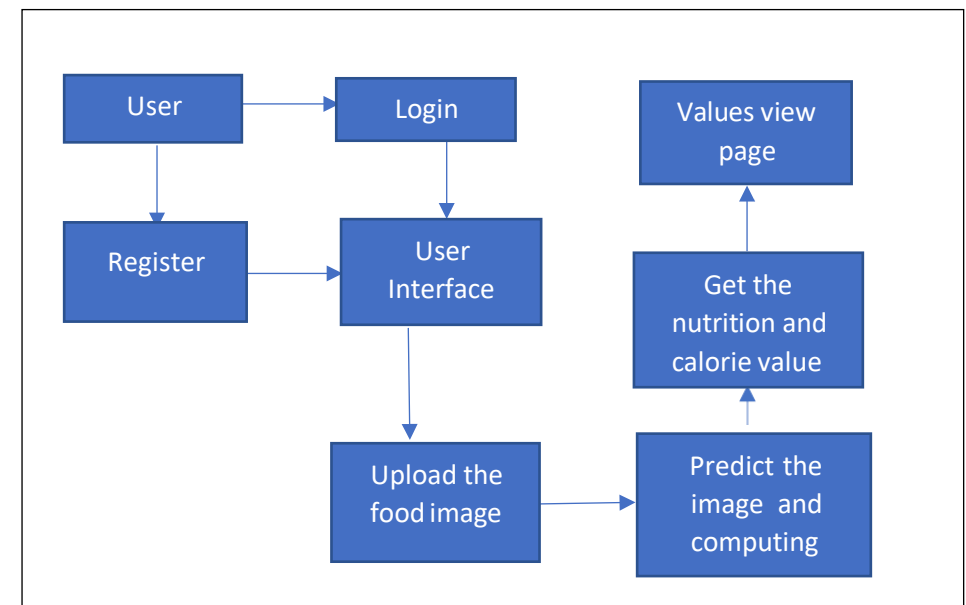 User
Login
Values view
page
Register
User
Interface
Get the
nutrition and
calorie value
Upload the
food image
Predict the
image and
computing